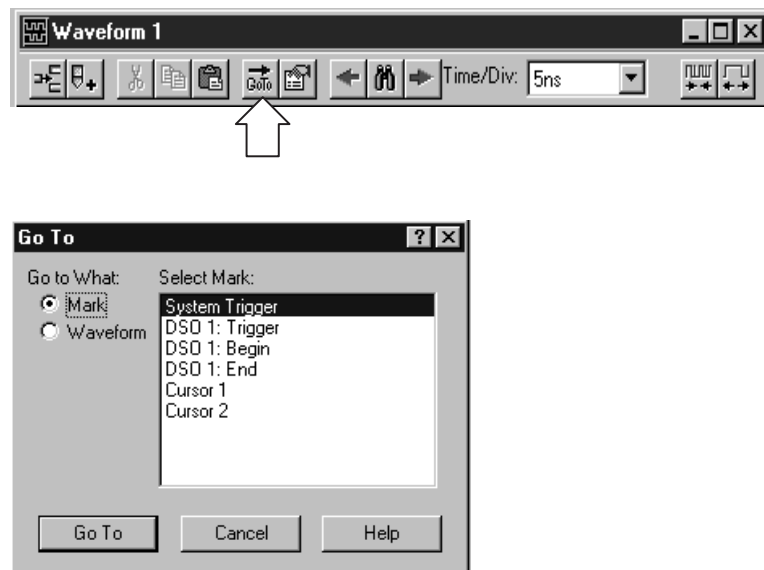 Waveform 1
GoTo Time/Div: 5ns
Go To
Go to What: Select Mark:
Mark
Waveform
System Trigger
DSO 1: Trigger
DSO 1: Begin
DSO 1: End
Cursor 1
Cursor 2
Go To Cancel Help